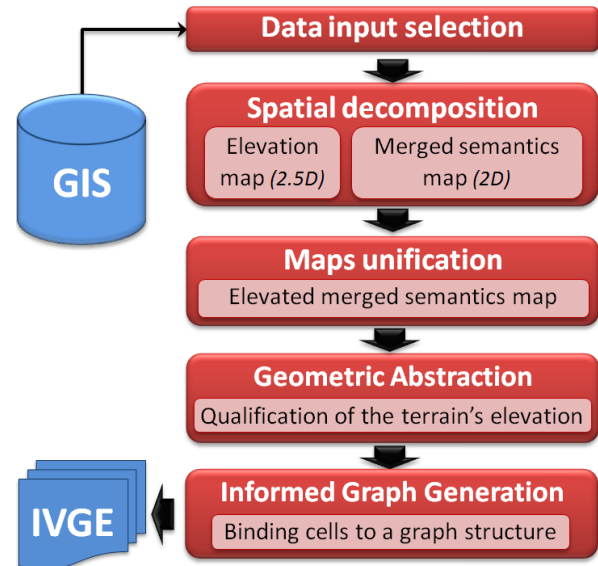 Data input selection
Spatial decomposition
Elevation
map (2.5D)
Merged semantics
map (2D)
GIS
Maps unification
Elevated merged semantics map
Geometric Abstraction
Qualification of the terrain's elevation
Informed Graph Generation
Binding cells to a graph structure
IVGE